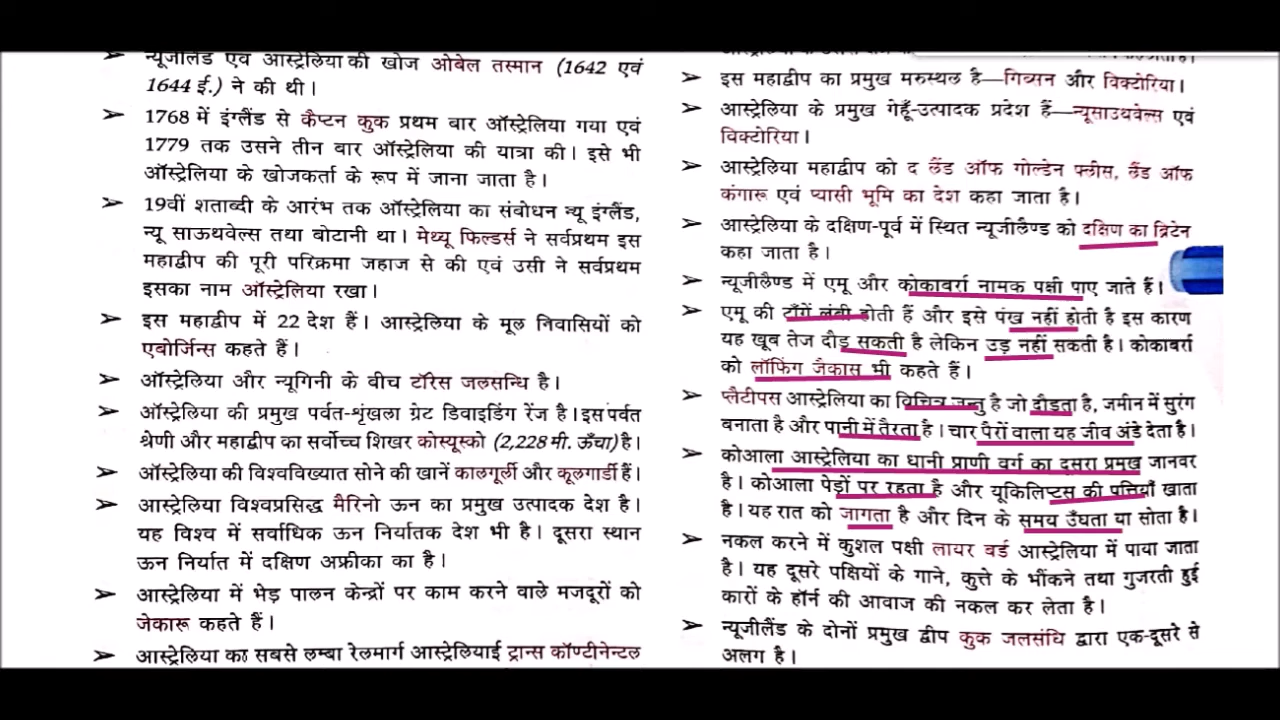 न्यूजीलैंड एवं आस्ट्रेलिया की खोज ओबेल तस्मान (1642 एवं
1644 ई.) ने की थी।
➢ 1768 में इंग्लैंड से कैप्टन कुक प्रथम बार ऑस्ट्रेलिया गया एवं
1779 तक उसने तीन बार ऑस्ट्रेलिया की यात्रा की। इसे भी
ऑस्ट्रेलिया के खोजकर्ता के रूप में जाना जाता है।
➢ 19वीं शताब्दी के आरंभ तक ऑस्ट्रेलिया का संबोधन न्यू इंग्लैंड,
न्यू साऊथवेल्स तथा बोटानी था। मेथ्यू फिल्डर्स ने सर्वप्रथम इस
महाद्वीप की पूरी परिक्रमा जहाज से की एवं उसी ने सर्वप्रथम
इसका नाम ऑस्ट्रेलिया रखा।
➢ इस महाद्वीप में 22 देश हैं। आस्ट्रेलिया के मूल निवासियों को
एबोर्जिन्स कहते हैं।
➢ ऑस्ट्रेलिया और न्यूगिनी के बीच टॉरेस जलसन्धि है।
➢ ऑस्ट्रेलिया की प्रमुख पर्वत-शृंखला ग्रेट डिवाइडिंग रेंज है। इस पर्वत
श्रेणी और महाद्वीप का सर्वोच्च शिखर कोस्यूस्को (2,228 मी. ऊँचा) है।
➢ ऑस्ट्रेलिया की विश्वविख्यात सोने की खानें कालगूर्ली और कूलगार्डी हैं।
➢ आस्ट्रेलिया विश्वप्रसिद्ध मैरिनो ऊन का प्रमुख उत्पादक देश है।
यह विश्व में सर्वाधिक ऊन निर्यातक देश भी है। दूसरा स्थान
ऊन निर्यात में दक्षिण अफ्रीका का है।
➢ आस्ट्रेलिया में भेड़ पालन केन्द्रों पर काम करने वाले मजदूरों को
जेकारू कहते हैं।
➢ आस्ट्रेलिया का सबसे लम्बा रेलमार्ग आस्ट्रेलियाई ट्रान्स कॉण्टीनेन्टल
➢ इस महाद्वीप का प्रमुख मरुस्थल है—गिब्सन और विक्टोरिया।
➢ आस्ट्रेलिया के प्रमुख गेहूँ-उत्पादक प्रदेश हैं—न्यूसाउथवेल्स एवं
विक्टोरिया।
➢ आस्ट्रेलिया महाद्वीप को द लैंड ऑफ गोल्डेन फ्लीस, लैंड ऑफ
कंगारू एवं प्यासी भूमि का देश कहा जाता है।
➢ आस्ट्रेलिया के दक्षिण-पूर्व में स्थित न्यूजीलैण्ड को दक्षिण का ब्रिटेन
कहा जाता है।
➢ न्यूजीलैण्ड में एमू और कोकाबर्रा नामक पक्षी पाए जाते हैं।
➢ एमू की टाँगें लंबी होती हैं और इसे पंख नहीं होती है इस कारण
यह खूब तेज दौड़ सकती है लेकिन उड़ नहीं सकती है। कोकाबर्रा
को लॉफिंग जैकास भी कहते हैं।
➢ प्लैटीपस आस्ट्रेलिया का विचित्र जन्तु है जो दौड़ता है, जमीन में सुरंग
बनाता है और पानी में तैरता है। चार पैरों वाला यह जीव अंडे देता है।
➢ कोआला आस्ट्रेलिया का धानी प्राणी वर्ग का दूसरा प्रमुख जानवर
है। कोआला पेड़ों पर रहता है और यूकिलिप्टस की पत्तियाँ खाता
है। यह रात को जागता है और दिन के समय उँघता या सोता है।
➢ नकल करने में कुशल पक्षी लायर बर्ड आस्ट्रेलिया में पाया जाता
है। यह दूसरे पक्षियों के गाने, कुत्ते के भौंकने तथा गुजरती हुई
कारों के हॉर्न की आवाज की नकल कर लेता है।
➢ न्यूजीलैंड के दोनों प्रमुख द्वीप कुक जलसंधि द्वारा एक-दूसरे से
अलग है।